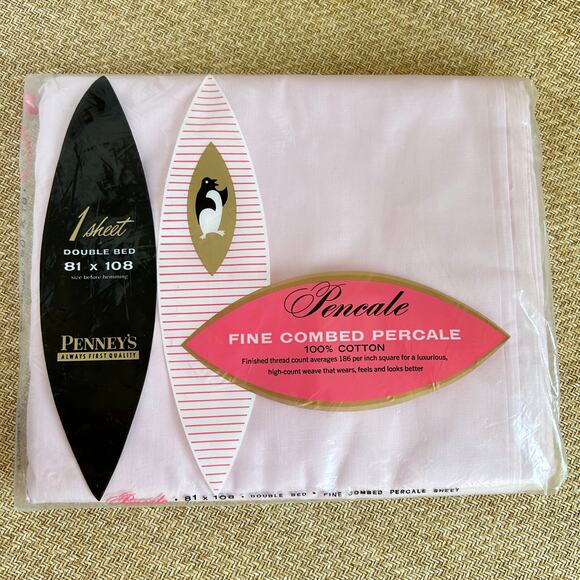 1 sheet
DOUBLE BED
81 x 108
size before hemming
PENNEY'S
ALWAYS FIRST QUALITY
Pencale
FINE COMBED PERCALE
100% COTTON
Finished thread count averages 186 per inch square for a luxurious,
high-count weave that wears, feels and looks better
Pencale • 81 x 108 • DOUBLE BED • FINE COMBED PERCALE SHEET